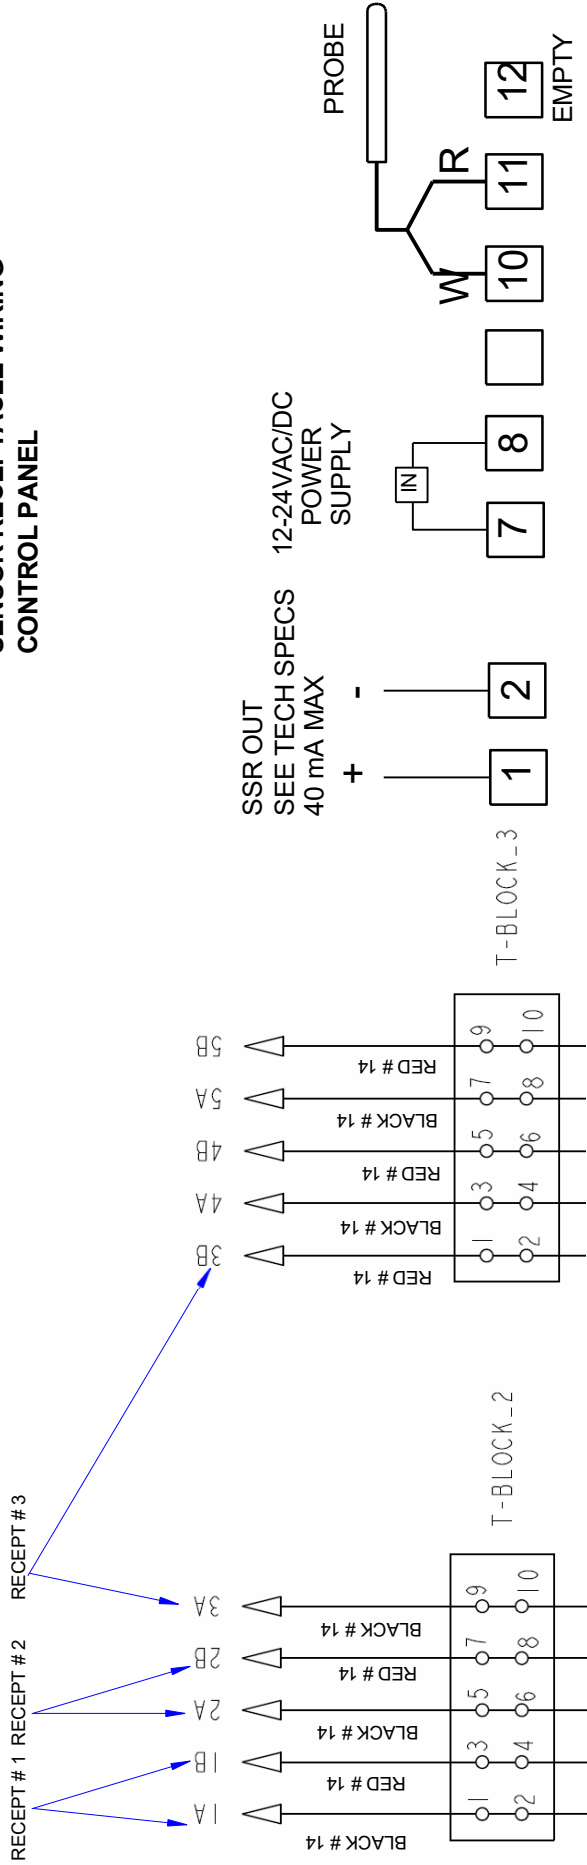 CONTROL PANEL
RECEPT # 1
RECEPT # 2
RECEPT # 3
1A
1B
2A
2B
3A
3B
4A
4B
5A
5B
BLACK # 14
RED # 14
BLACK # 14
RED # 14
BLACK # 14
RED # 14
BLACK # 14
RED # 14
BLACK # 14
RED # 14
1
3
5
7
9
2
4
6
8
10
T-BLOCK_2
1
3
5
7
9
2
4
6
8
10
T-BLOCK_3
SSR OUT
SEE TECH SPECS
40 mA MAX
+
-
1
2
12-24VAC/DC
POWER
SUPPLY
IN
7
8
PROBE
W
R
10
11
12
EMPTY